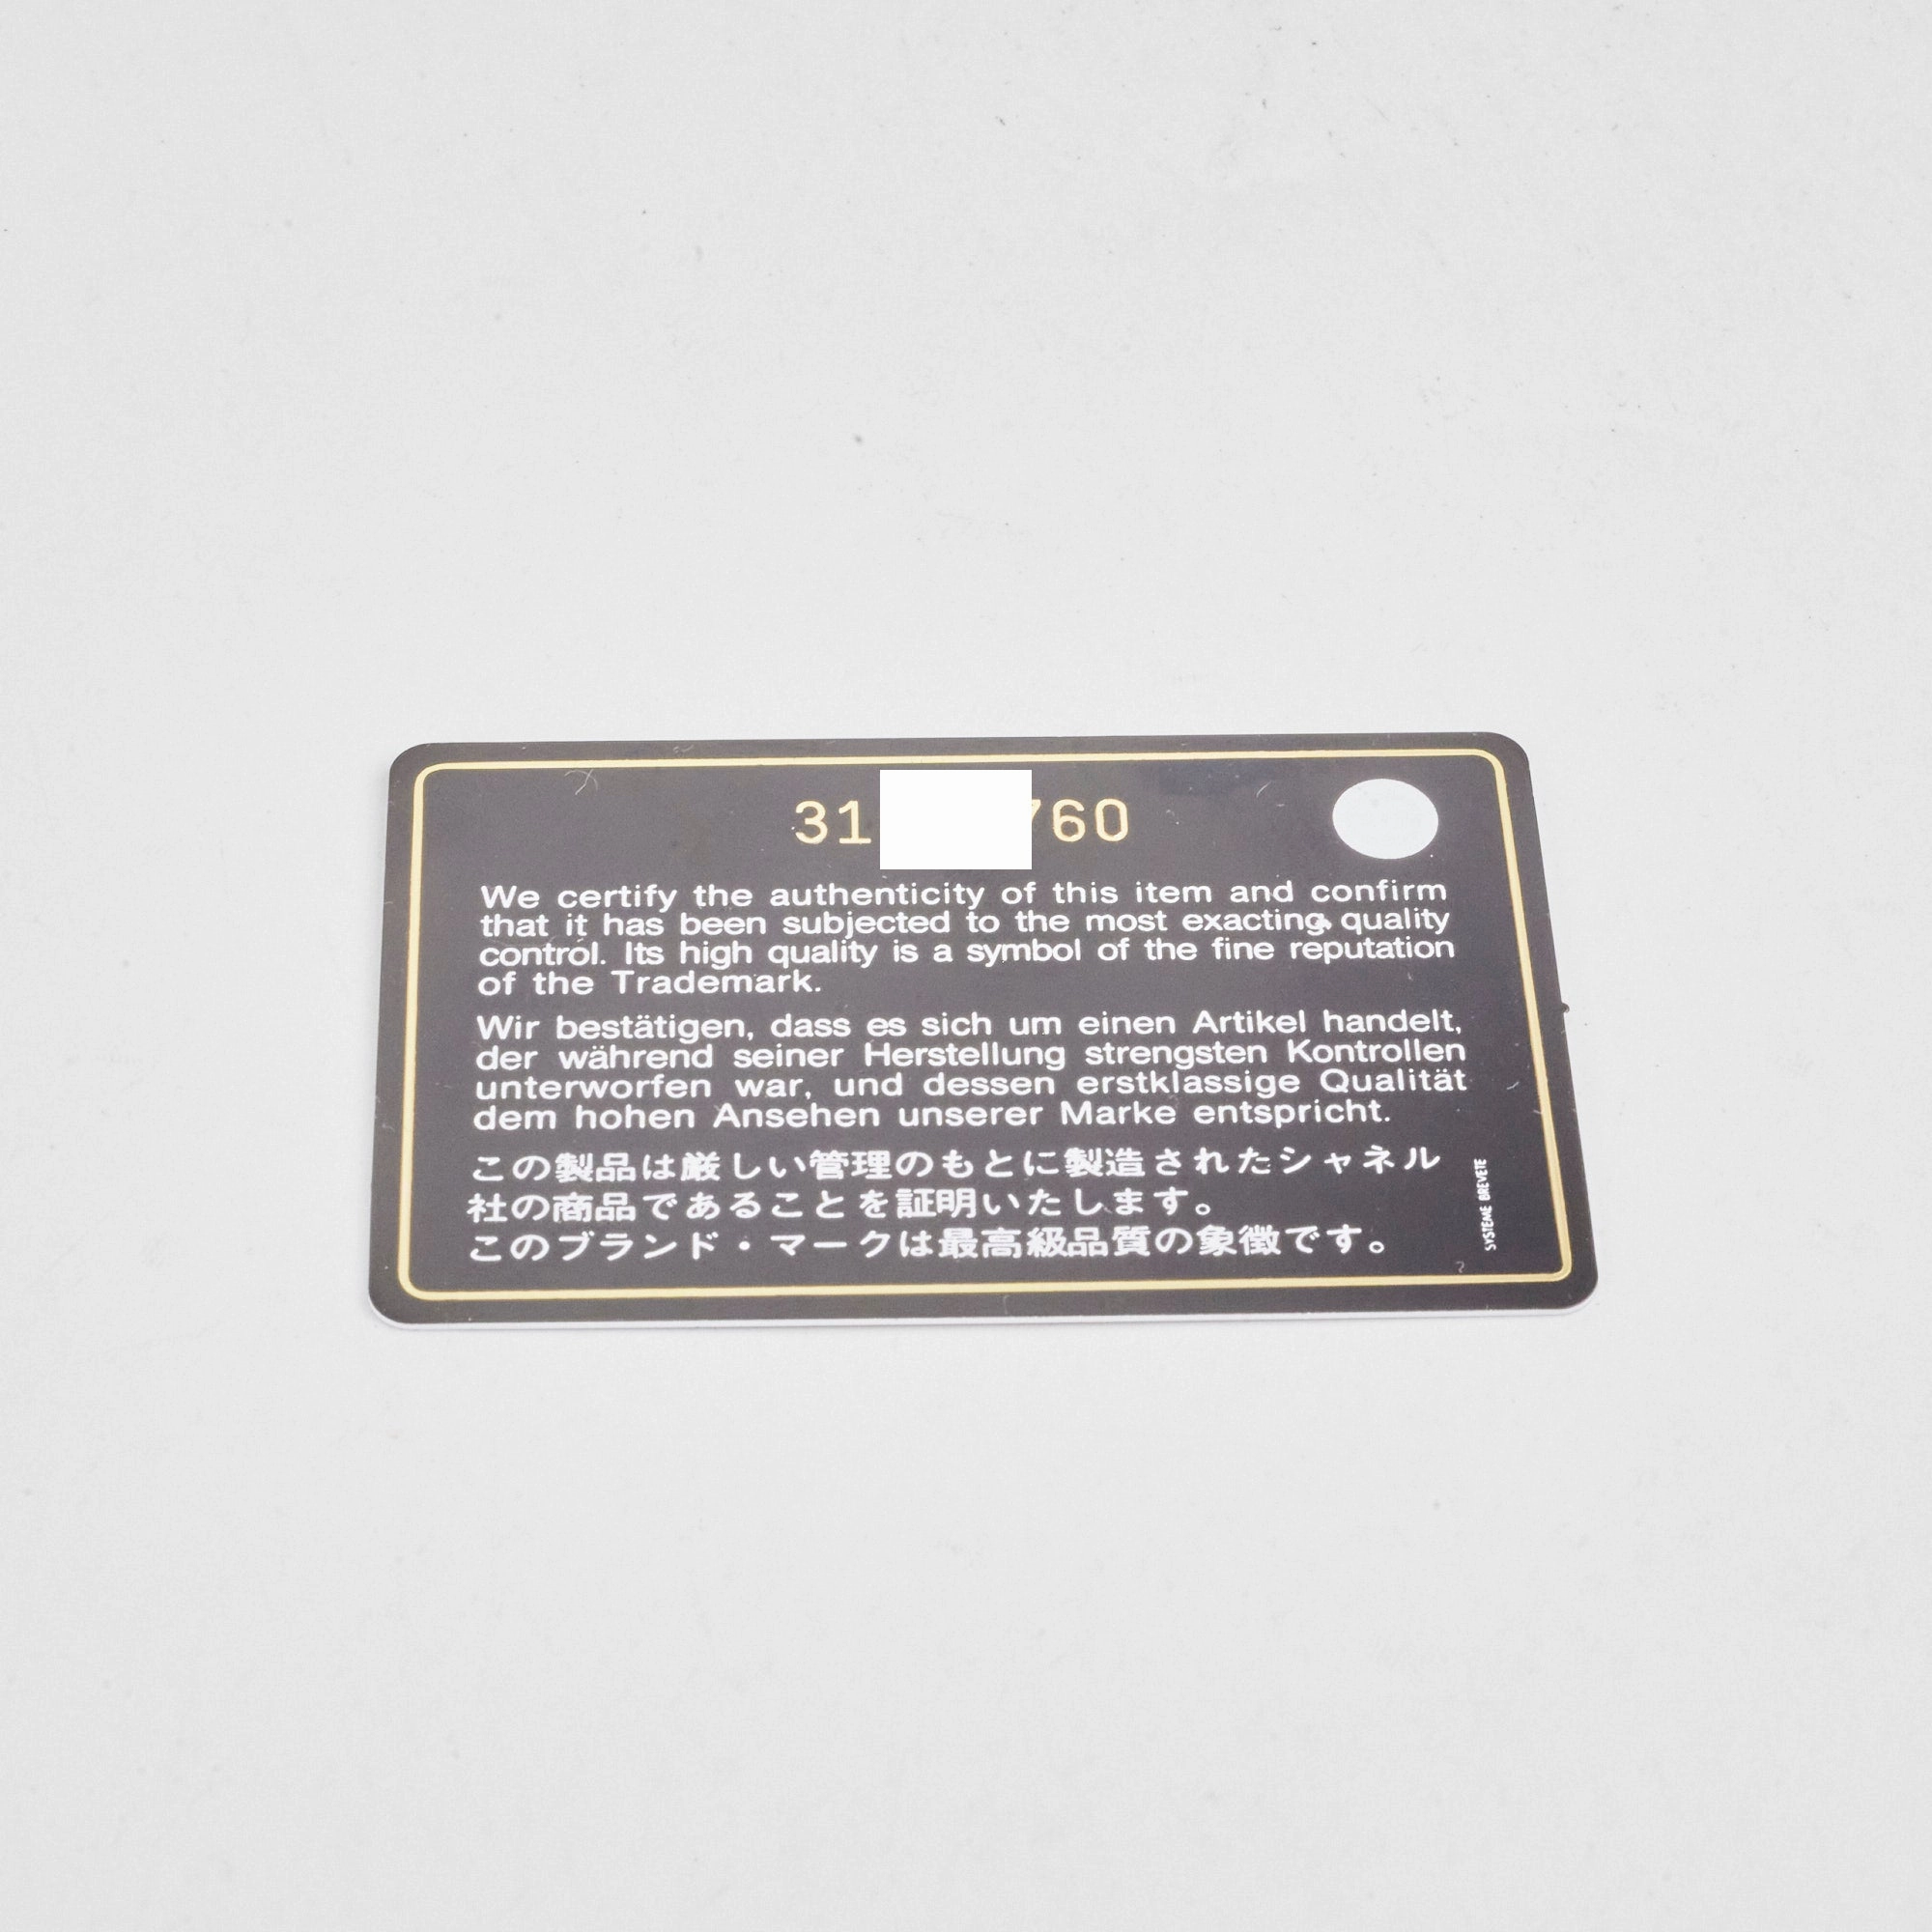 31 760
We certify the authenticity of this item and confirm
that it has been subjected to the most exacting quality
control. Its high quality is a symbol of the fine reputation
of the Trademark.
Wir bestätigen, dass es sich um einen Artikel handelt,
der während seiner Herstellung strengsten Kontrollen
unterworfen war, und dessen erstklassige Qualität
dem hohen Ansehen unserer Marke entspricht.
この製品は厳しい管理のもとに製造されたシャネル
社の商品であることを証明いたします。
このブランド・マークは最高級品質の象徴です。
SYSTEME BREVETE